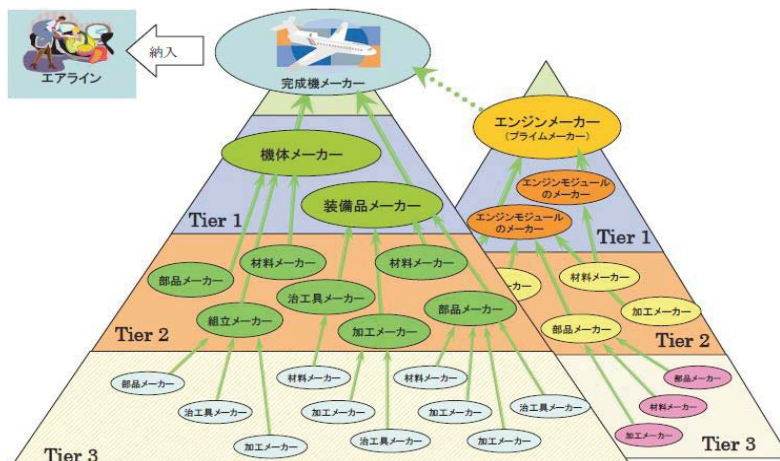 納入
エアライン
完成機メーカー
エンジンメーカー
(プライムメーカー)
機体メーカー
エンジンモジュール
のメーカー
装備品メーカー
エンジンモジュール
のメーカー
Tier 1
Tier 1
材料メーカー
材料メーカー
部品メーカー
治工具メーカー
組立メーカー
加工メーカー
部品メーカー
Tier 2
ーカー
材料メーカー
加工メーカー
部品メーカー
Tier 2
部品メーカー
材料メーカー
材料メーカー
治工具メーカー
加工メーカー
加工メーカー
治工具メーカー
加工メーカー
治工具メーカー
加工メーカー
Tier 3
部品メーカー
材料メーカー
加工メーカー
Tier 3